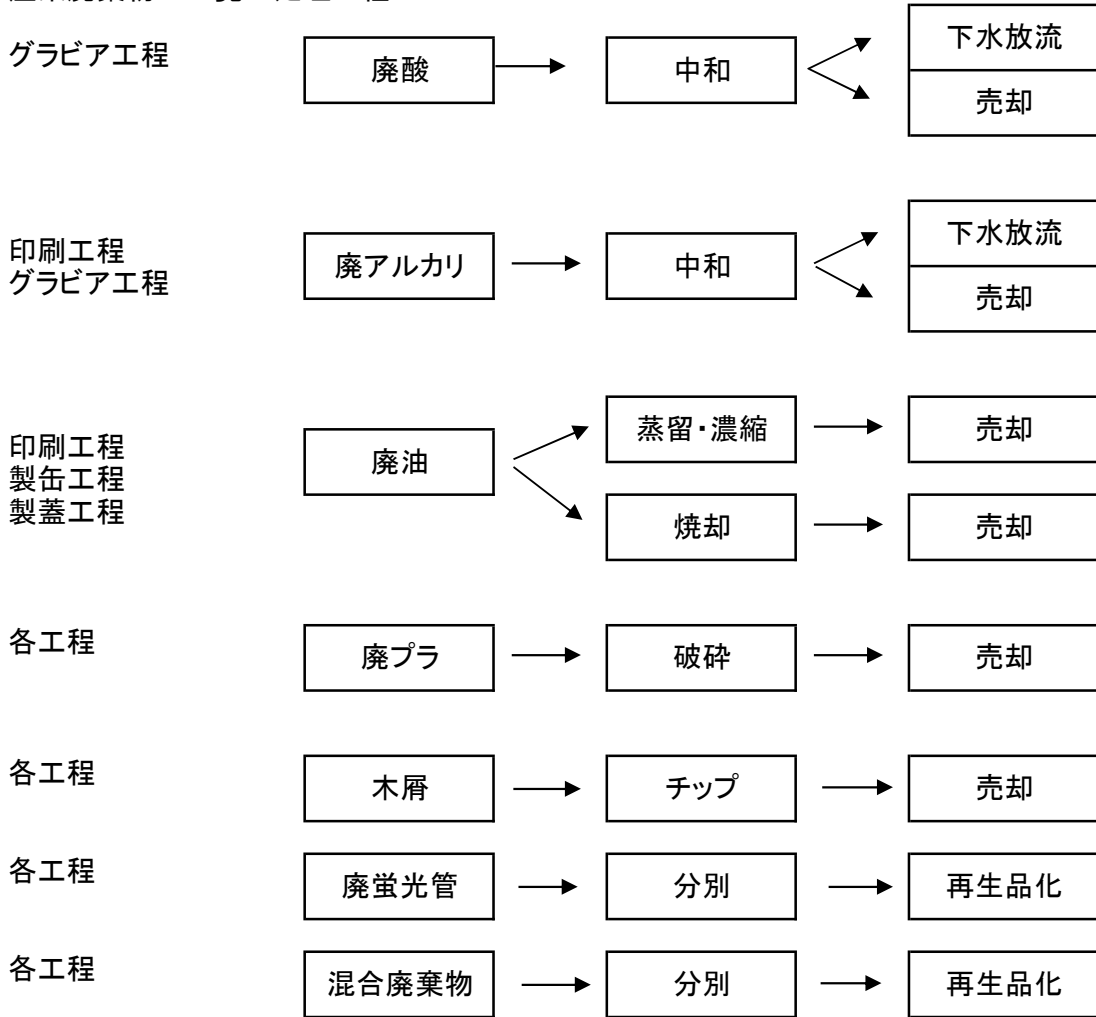 グラビア工程
廃酸
中和
下水放流
売却
印刷工程
グラビア工程
廃アルカリ
中和
下水放流
売却
印刷工程
製缶工程
製蓋工程
廃油
蒸留・濃縮
売却
焼却
売却
各工程
廃プラ
破砕
売却
各工程
木屑
チップ
売却
各工程
廃蛍光管
分別
再生品化
各工程
混合廃棄物
分別
再生品化